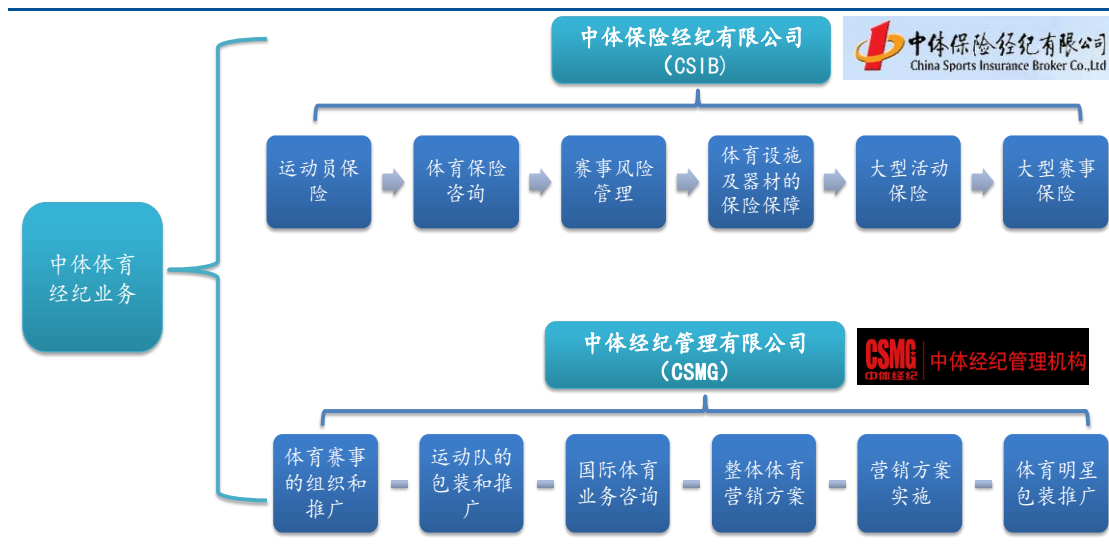 中体保险经纪有限公司
（CSIB）
中体保险经纪有限公司
China Sports Insurance Broker Co.,Ltd
运动员保
险
体育保险
咨询
赛事风险
管理
体育设施
及器材的
保险保障
大型活动
保险
大型赛事
保险
中体体育
经纪业务
中体经纪管理有限公司
（CSMG）
CSMG
中体经纪
中体经纪管理机构
体育赛事
的组织和
推广
运动队的
包装和推
广
国际体育
业务咨询
整体体育
营销方案
营销方案
实施
体育明星
包装推广